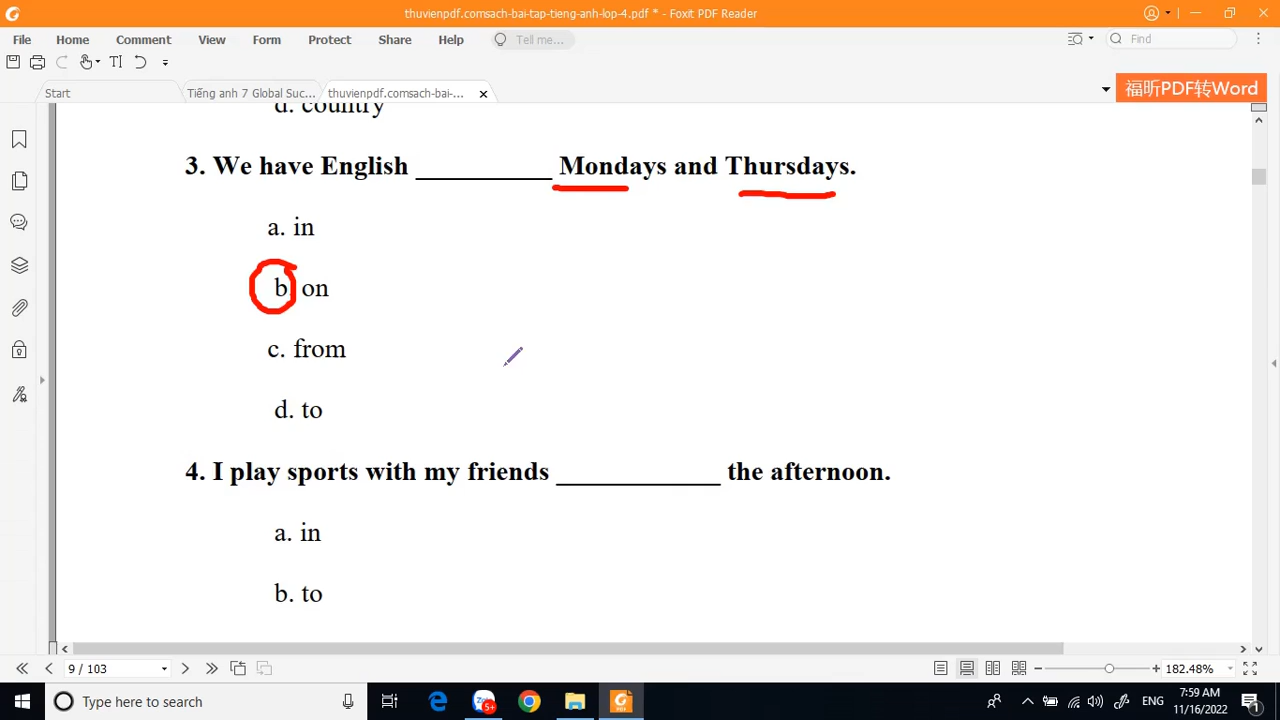 thuvienpdf.comsach-bai-tap-tieng-anh-lop-4.pdf * - Foxit PDF Reader
File Home Comment View Form Protect Share Help Tell me... Find
Start Tiếng anh 7 Global Suc... thuvienpdf.comsach-bai-... 福昕PDF转Word
d. country
3. We have English __________ Mondays and Thursdays.
a. in
b. on
c. from
d. to
4. I play sports with my friends ____________ the afternoon.
a. in
b. to
9 / 103 182.48%
Type here to search Za 5+ PDF ENG 7:59 AM
11/16/2022 1